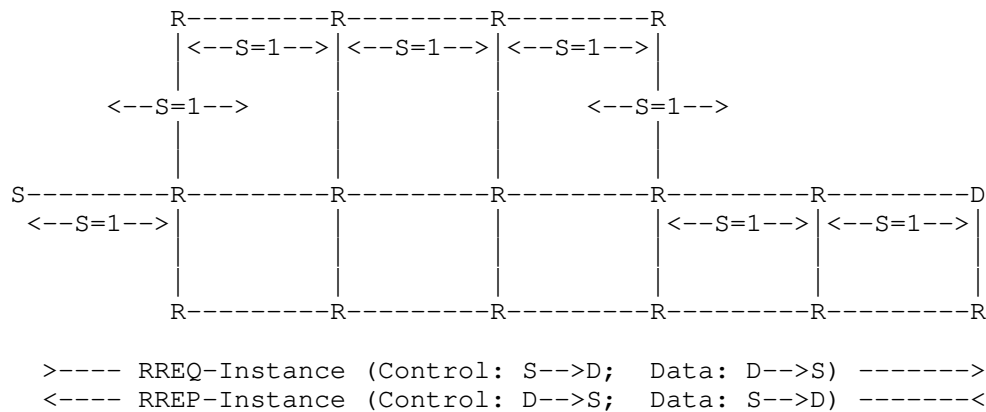 R---------R---------R---------R
|<--S=1-->|<--S=1-->|<--S=1-->|
<--S=1--> <--S=1-->
S---------R---------R---------R---------R---------R---------D
<--S=1-->| | | |<--S=1-->|<--S=1-->|
R---------R---------R---------R---------R---------R
>---- RREQ-Instance (Control: S-->D; Data: D-->S) ------->
<---- RREP-Instance (Control: D-->S; Data: S-->D) -------<